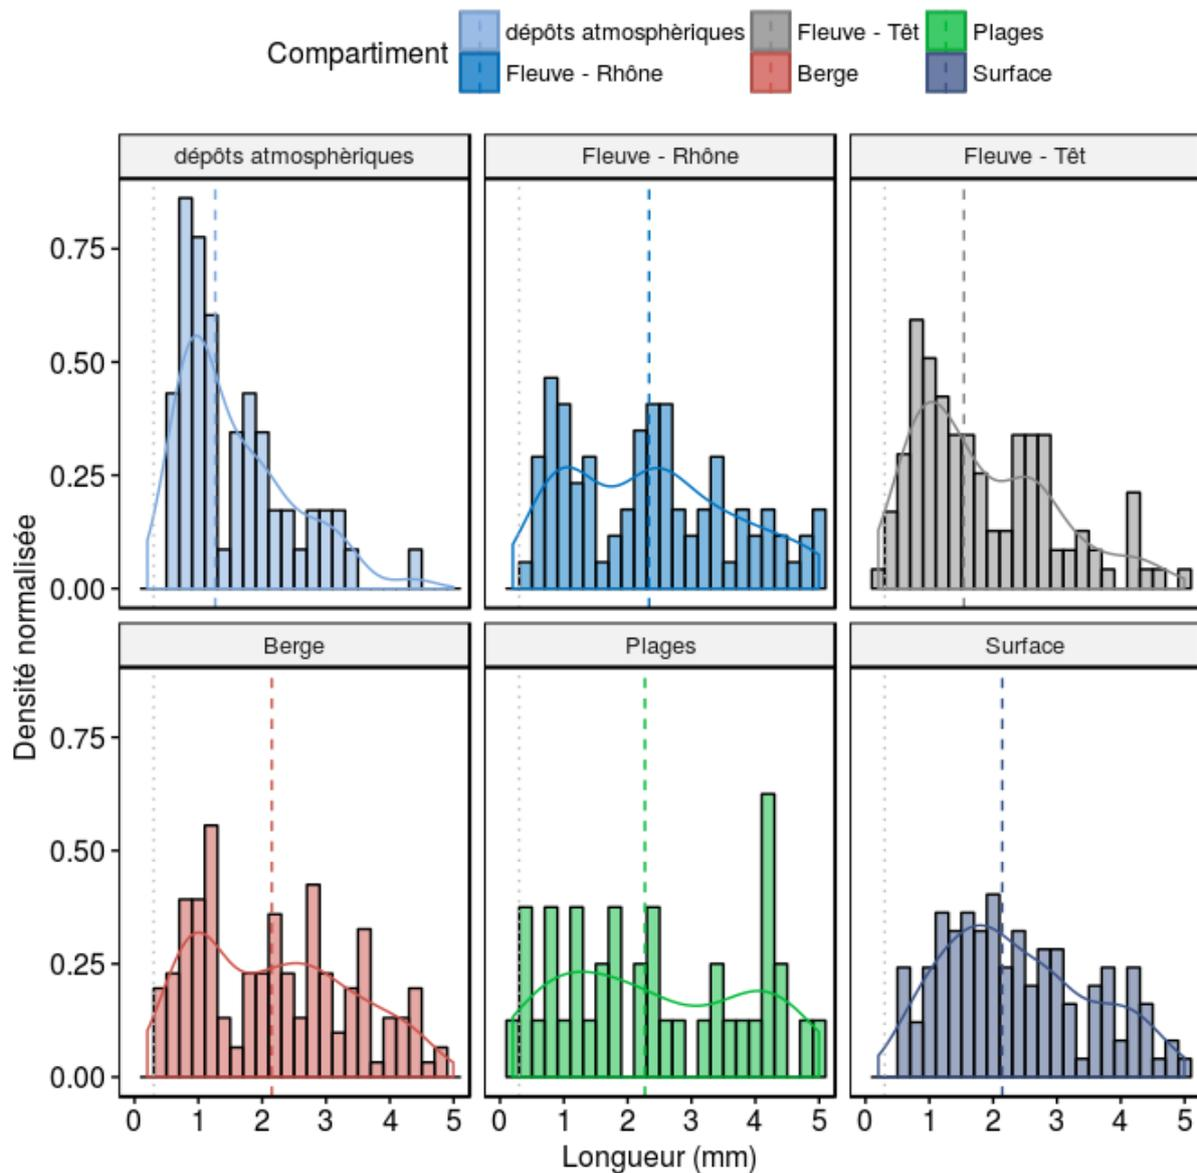 Compartiment
dépôts atmosphèriques Fleuve - Têt Plages
Fleuve - Rhône Berge Surface
dépôts atmosphèriques Fleuve - Rhône Fleuve - Têt
0.75
0.50
0.25
0.00
Densité normalisée
Berge Plages Surface
0.75
0.50
0.25
0.00
0 1 2 3 4 5 0 1 2 3 4 5 0 1 2 3 4 5
Longueur (mm)